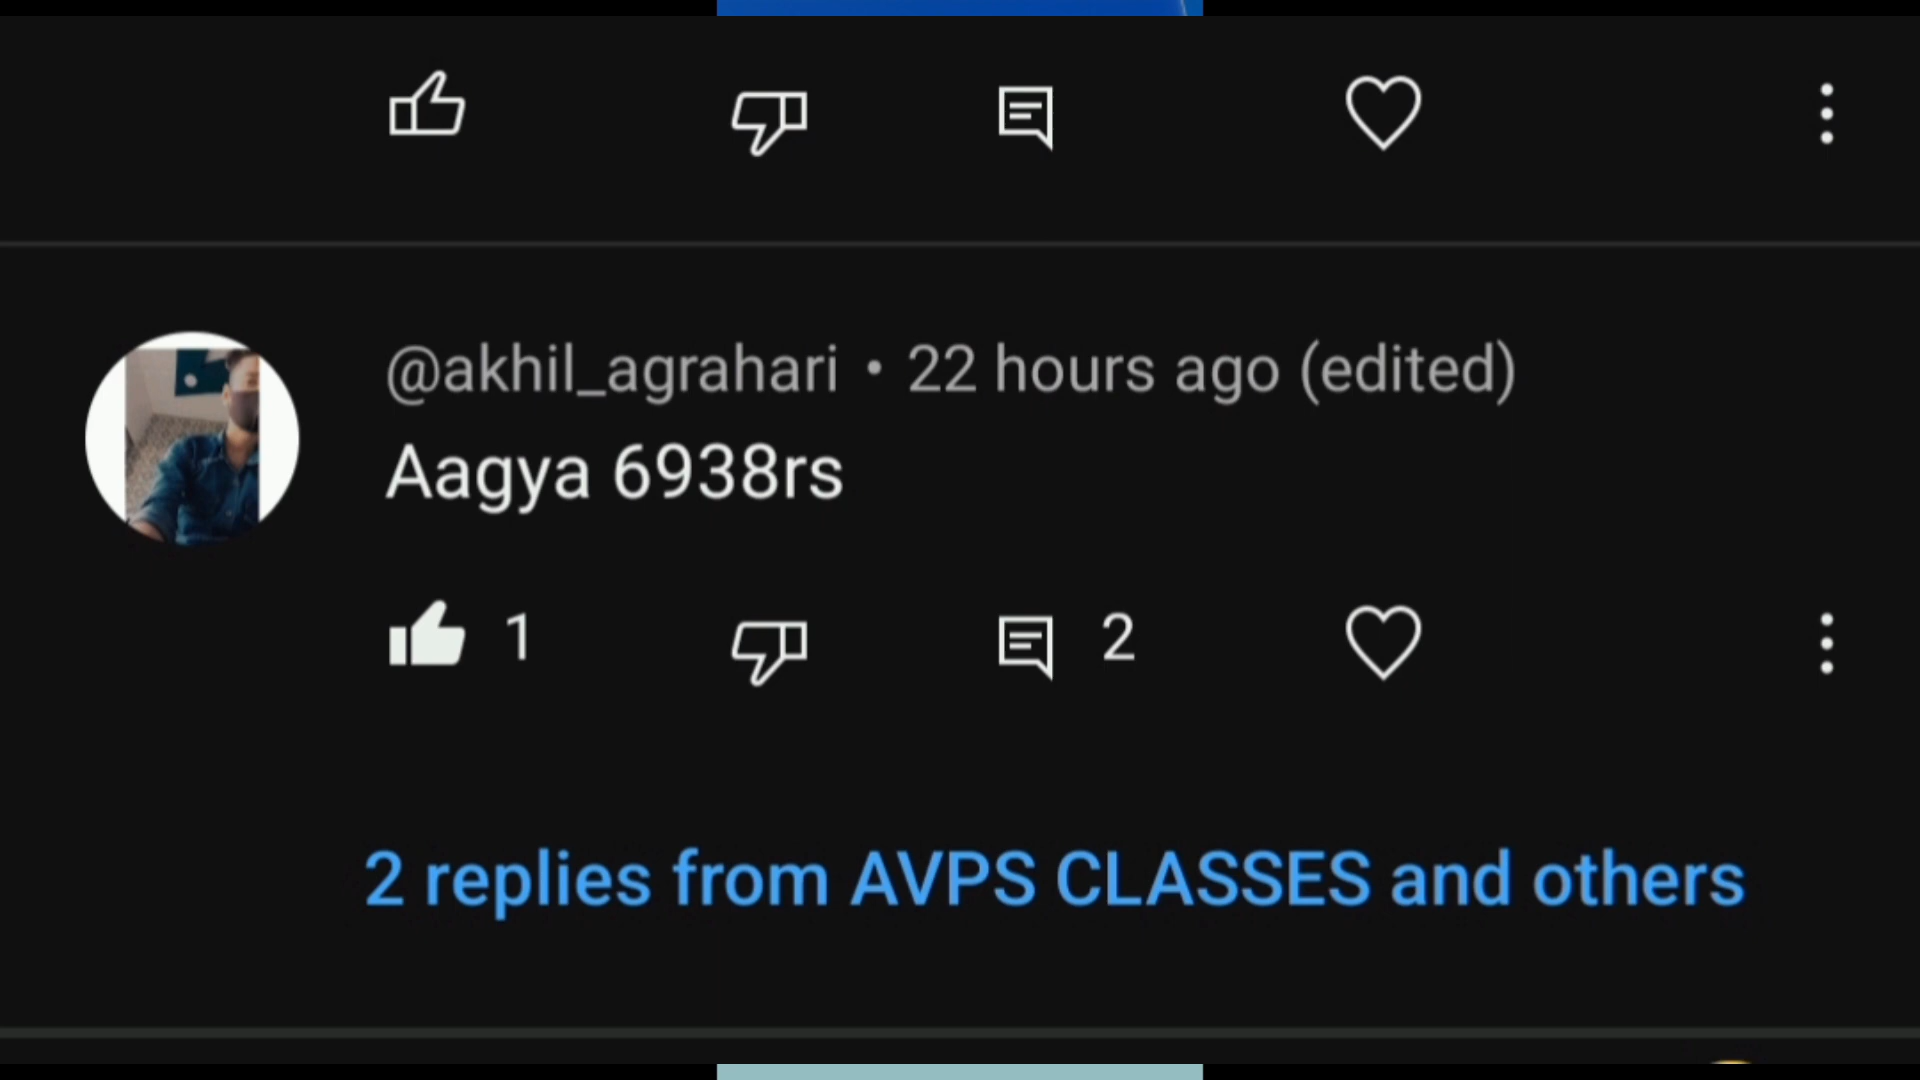 @akhil_agrahari • 22 hours ago (edited)
Aagya 6938rs
1 2
2 replies from AVPS CLASSES and others